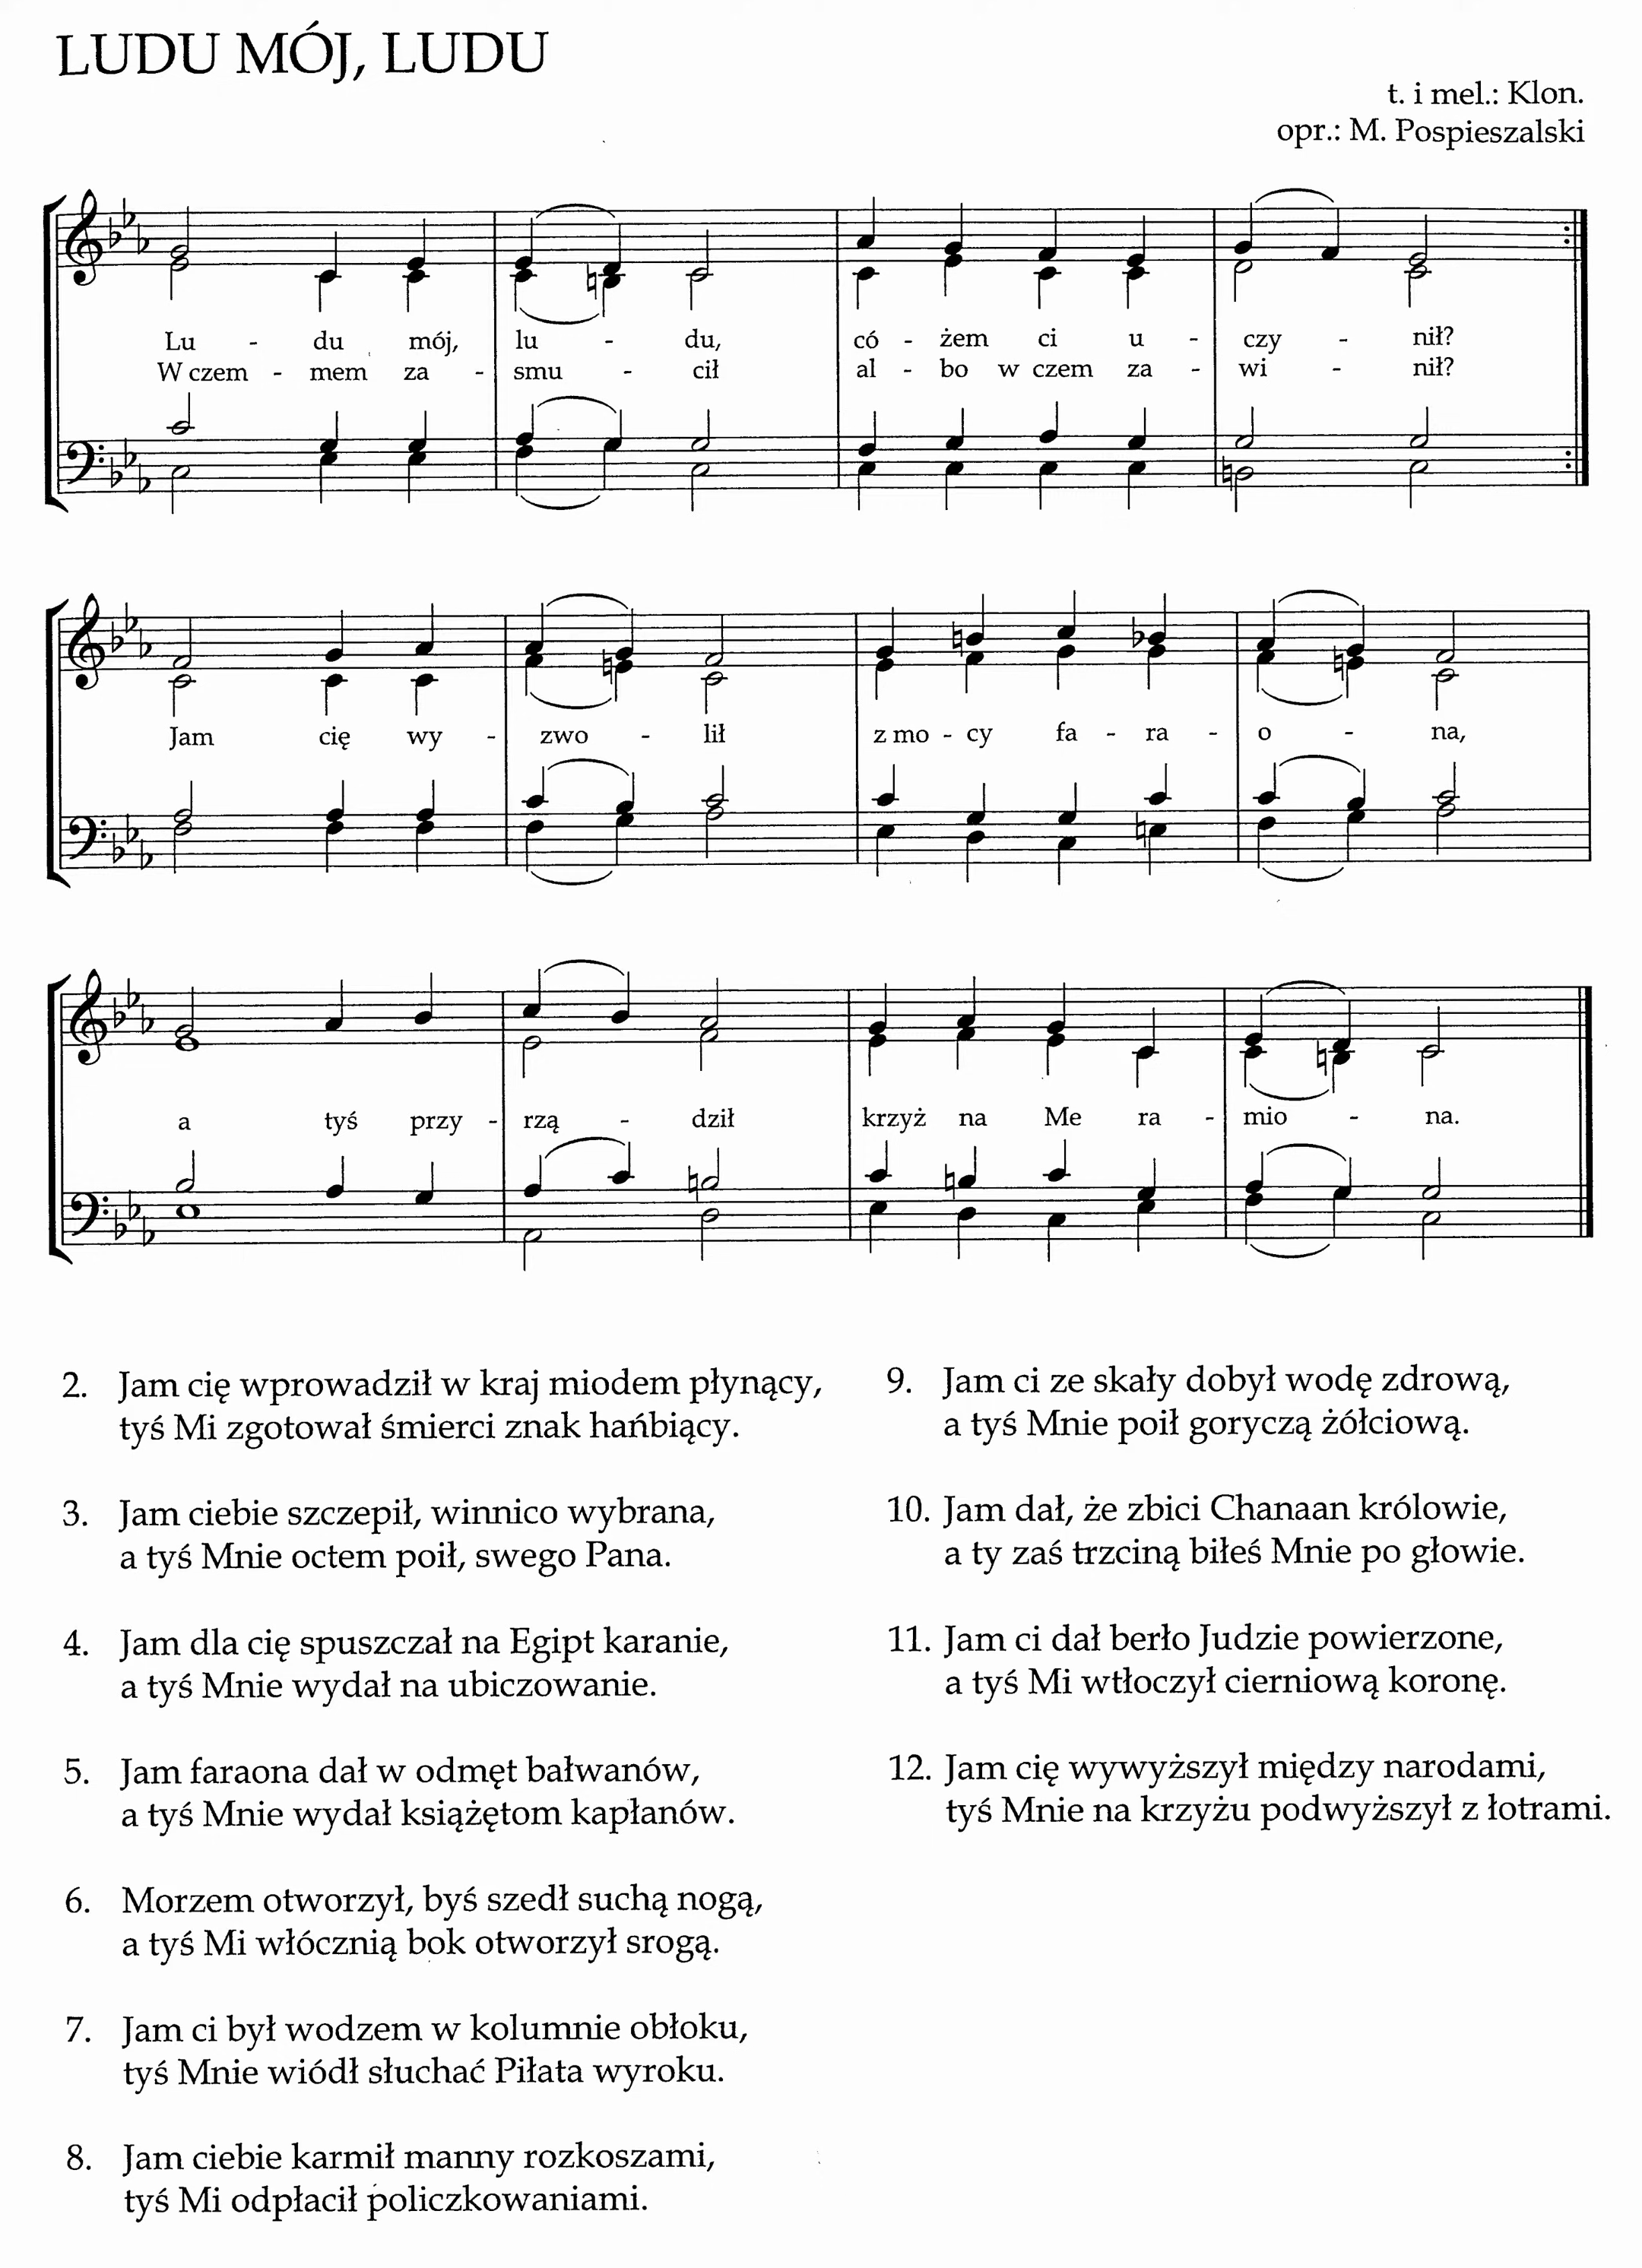 LUDU MÓJ, LUDU
t. i mel.: Klon.
opr.: M. Pospieszalski
Lu - du mój, lu - du, có - żem ci u - czy - nił?
W czem - mem za - smu - cił al - bo w czem za - wi - nił?
Jam cię wy - zwo - lił z mo - cy fa - ra - o - na,
a tyś przy - rzą - dził krzyż na Me ra - mio - na.
2. Jam cię wprowadził w kraj miodem płynący,
tyś Mi zgotował śmierci znak hańbiący.
3. Jam ciebie szczepił, winnico wybrana,
a tyś Mnie octem poił, swego Pana.
4. Jam dla cię spuszczał na Egipt karanie,
a tyś Mnie wydał na ubiczowanie.
5. Jam faraona dał w odmęt bałwanów,
a tyś Mnie wydał książętom kapłanów.
6. Morzem otworzył, byś szedł suchą nogą,
a tyś Mi włócznią bok otworzył srogą.
7. Jam ci był wodzem w kolumnie obłoku,
tyś Mnie wiódł słuchać Piłata wyroku.
8. Jam ciebie karmił manny rozkoszami,
tyś Mi odpłacił policzkowaniami.
9. Jam ci ze skały dobył wodę zdrową,
a tyś Mnie poił goryczą żółciową.
10. Jam dał, że zbici Chanaan królowie,
a ty zaś trzciną biłeś Mnie po głowie.
11. Jam ci dał berło Judzie powierzone,
a tyś Mi wtłoczył cierniową koronę.
12. Jam cię wywyższył między narodami,
tyś Mnie na krzyżu podwyższył z łotrami.